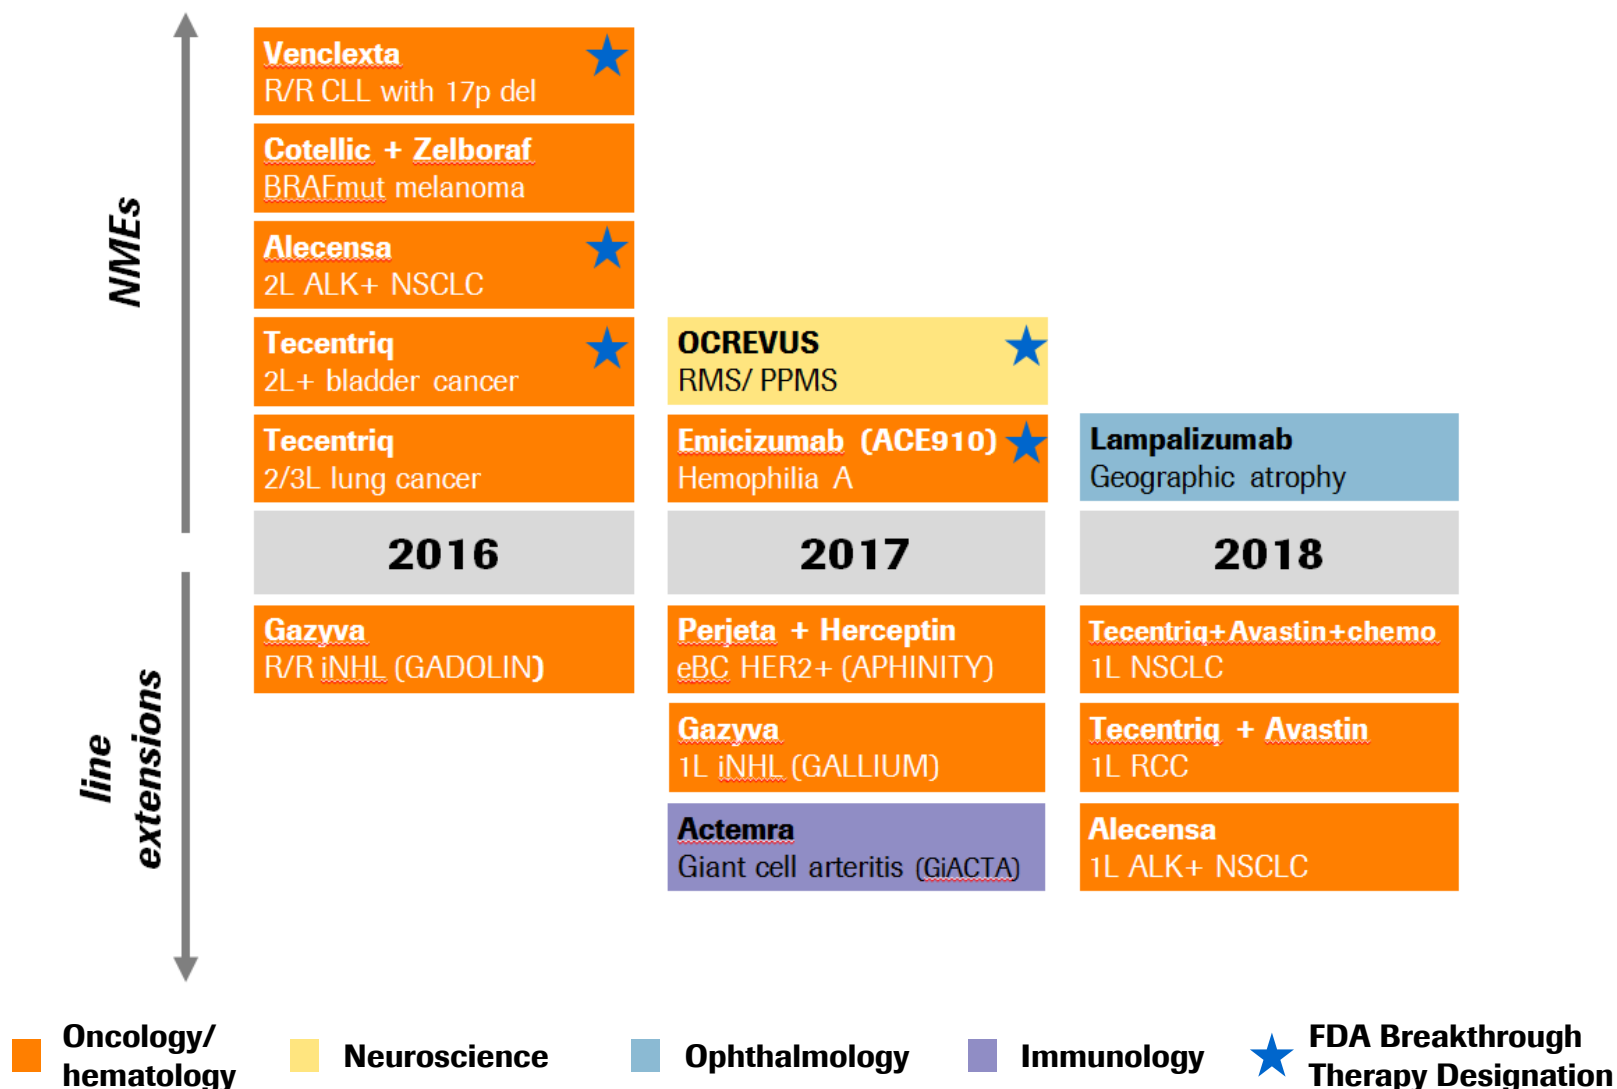 NMEs
Venclexta
R/R CLL with 17p del
Cotellic + Zelboraf
BRAFmut melanoma
Alecensa
2L ALK+ NSCLC
Tecentriq
2L+ bladder cancer
Tecentriq
2/3L lung cancer
OCREVUS
RMS/ PPMS
Emicizumab (ACE910)
Hemophilia A
Lampalizumab
Geographic atrophy
2016
2017
2018
line
extensions
Gazyva
R/R iNHL (GADOLIN)
Perjeta + Herceptin
eBC HER2+ (APHINITY)
Gazyva
1L iNHL (GALLIUM)
Actemra
Giant cell arteritis (GiACTA)
Tecentriq+Avastin+chemo
1L NSCLC
Tecentriq + Avastin
1L RCC
Alecensa
1L ALK+ NSCLC
Oncology/
hematology
Neuroscience
Ophthalmology
Immunology
FDA Breakthrough
Therapy Designation